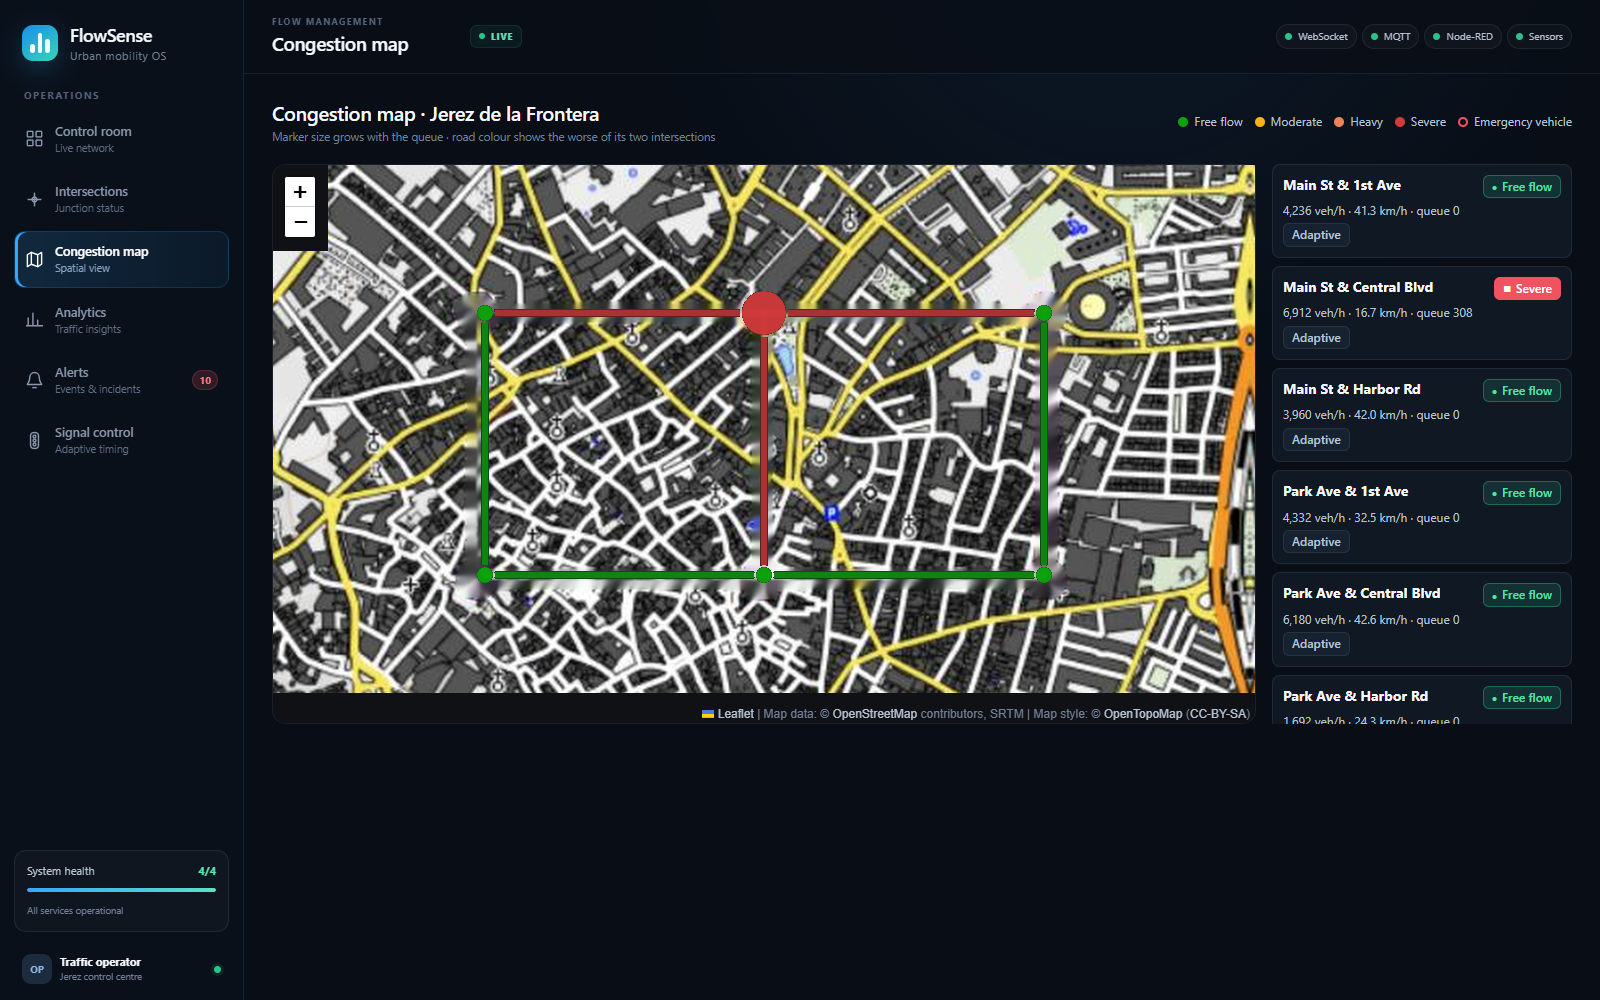 FlowSense
Urban mobility OS
OPERATIONS
Control room
Live network
Intersections
Junction status
Congestion map
Spatial view
Analytics
Traffic insights
Alerts
Events & incidents
10
Signal control
Adaptive timing
System health
4/4
All services operational
OP
Traffic operator
Jerez control centre
FLOW MANAGEMENT
Congestion map
LIVE
WebSocket
MQTT
Node-RED
Sensors
Congestion map · Jerez de la Frontera
Marker size grows with the queue · road colour shows the worse of its two intersections
Free flow
Moderate
Heavy
Severe
Emergency vehicle
+
−
P
Leaflet | Map data: © OpenStreetMap contributors, SRTM | Map style: © OpenTopoMap (CC-BY-SA)
Main St & 1st Ave
Free flow
4,236 veh/h · 41.3 km/h · queue 0
Adaptive
Main St & Central Blvd
Severe
6,912 veh/h · 16.7 km/h · queue 308
Adaptive
Main St & Harbor Rd
Free flow
3,960 veh/h · 42.0 km/h · queue 0
Adaptive
Park Ave & 1st Ave
Free flow
4,332 veh/h · 32.5 km/h · queue 0
Adaptive
Park Ave & Central Blvd
Free flow
6,180 veh/h · 42.6 km/h · queue 0
Adaptive
Park Ave & Harbor Rd
Free flow
1,692 veh/h · 24.3 km/h · queue 0